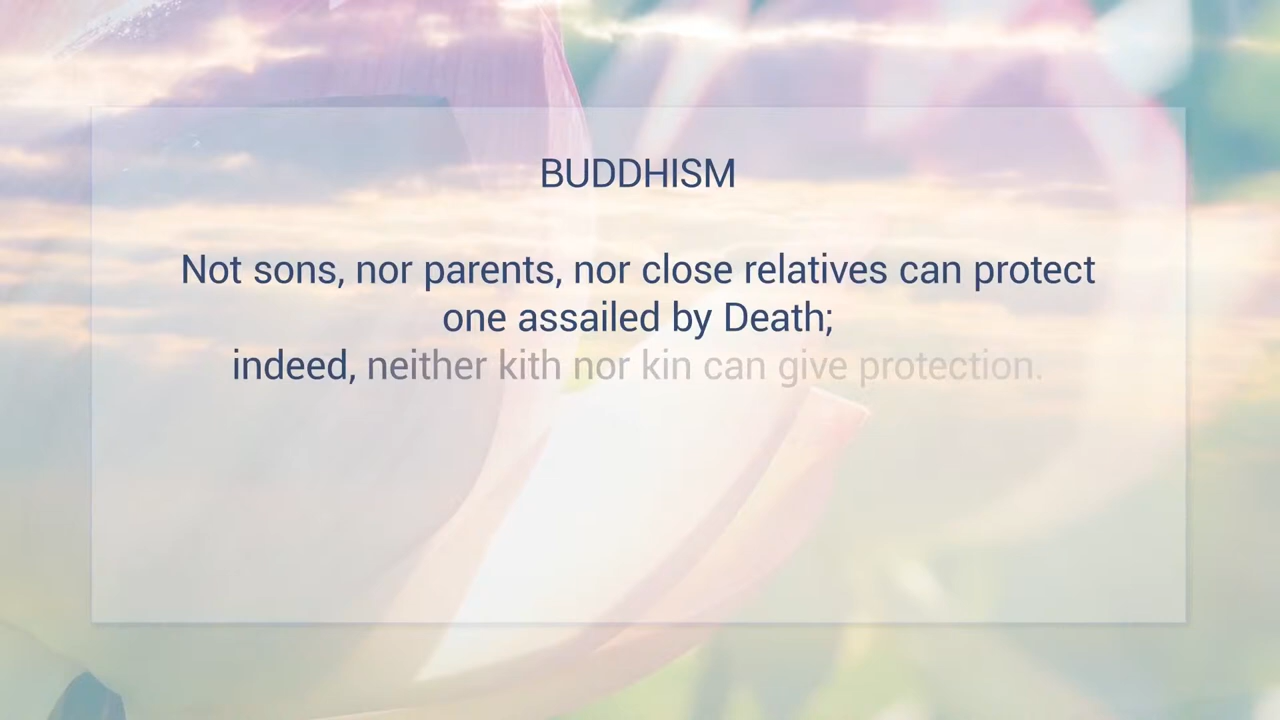 BUDDHISM
Not sons, nor parents, nor close relatives can protect
one assailed by Death;
indeed, neither kith nor kin can give protection.